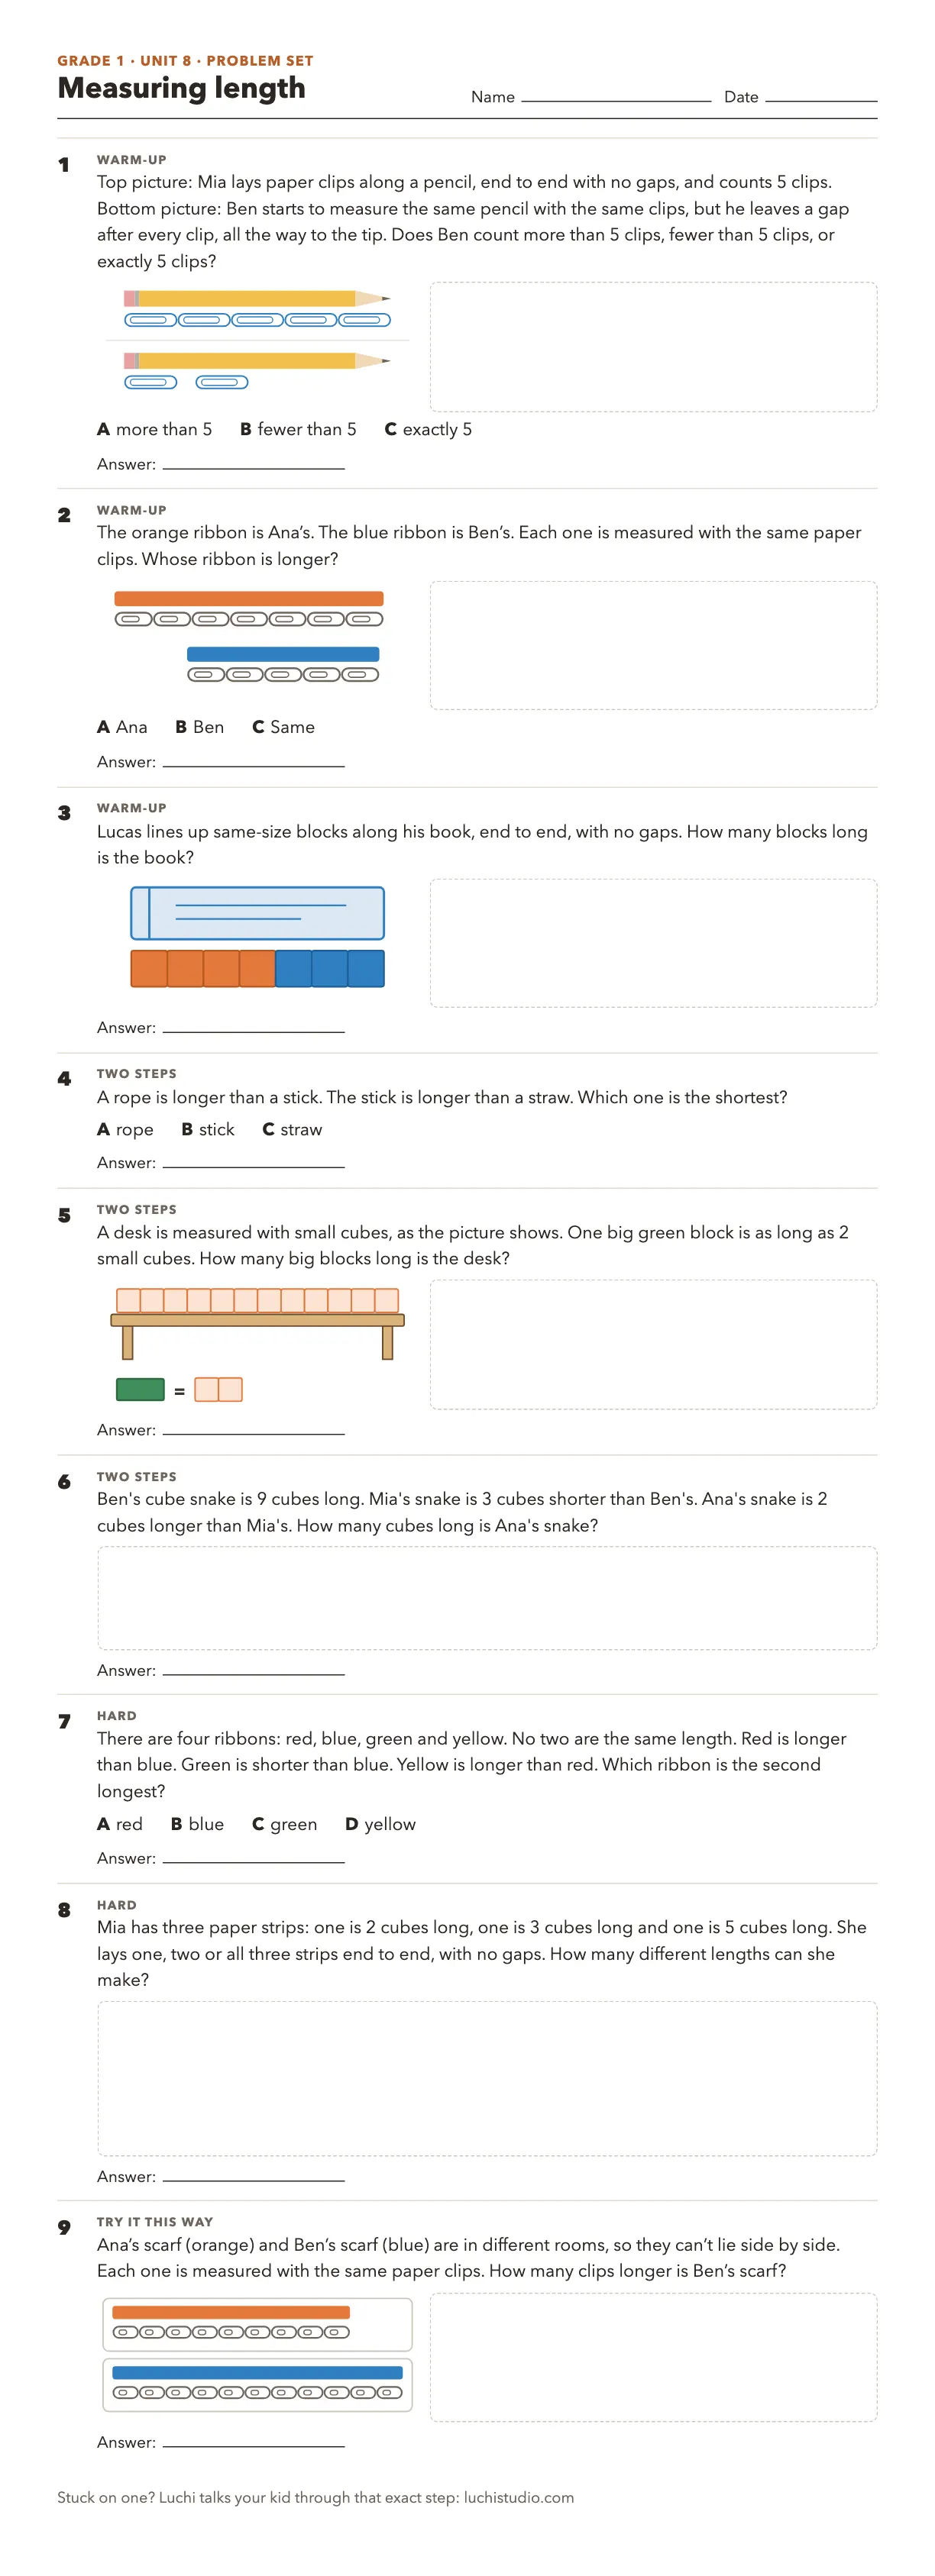 GRADE 1 · UNIT 8 · PROBLEM SET
Measuring length
Name Date
1
WARM-UP
Top picture: Mia lays paper clips along a pencil, end to end with no gaps, and counts 5 clips.
Bottom picture: Ben starts to measure the same pencil with the same clips, but he leaves a gap
after every clip, all the way to the tip. Does Ben count more than 5 clips, fewer than 5 clips, or
exactly 5 clips?
A more than 5 B fewer than 5 C exactly 5
Answer:
2
WARM-UP
The orange ribbon is Ana’s. The blue ribbon is Ben’s. Each one is measured with the same paper
clips. Whose ribbon is longer?
A Ana B Ben C Same
Answer:
3
WARM-UP
Lucas lines up same-size blocks along his book, end to end, with no gaps. How many blocks long
is the book?
Answer:
4
TWO STEPS
A rope is longer than a stick. The stick is longer than a straw. Which one is the shortest?
A rope B stick C straw
Answer:
5
TWO STEPS
A desk is measured with small cubes, as the picture shows. One big green block is as long as 2
small cubes. How many big blocks long is the desk?
=
Answer:
6
TWO STEPS
Ben's cube snake is 9 cubes long. Mia's snake is 3 cubes shorter than Ben's. Ana's snake is 2
cubes longer than Mia's. How many cubes long is Ana's snake?
Answer:
7
HARD
There are four ribbons: red, blue, green and yellow. No two are the same length. Red is longer
than blue. Green is shorter than blue. Yellow is longer than red. Which ribbon is the second
longest?
A red B blue C green D yellow
Answer:
8
HARD
Mia has three paper strips: one is 2 cubes long, one is 3 cubes long and one is 5 cubes long. She
lays one, two or all three strips end to end, with no gaps. How many different lengths can she
make?
Answer:
9
TRY IT THIS WAY
Ana’s scarf (orange) and Ben’s scarf (blue) are in different rooms, so they can’t lie side by side.
Each one is measured with the same paper clips. How many clips longer is Ben’s scarf?
Answer:
Stuck on one? Luchi talks your kid through that exact step: luchistudio.com